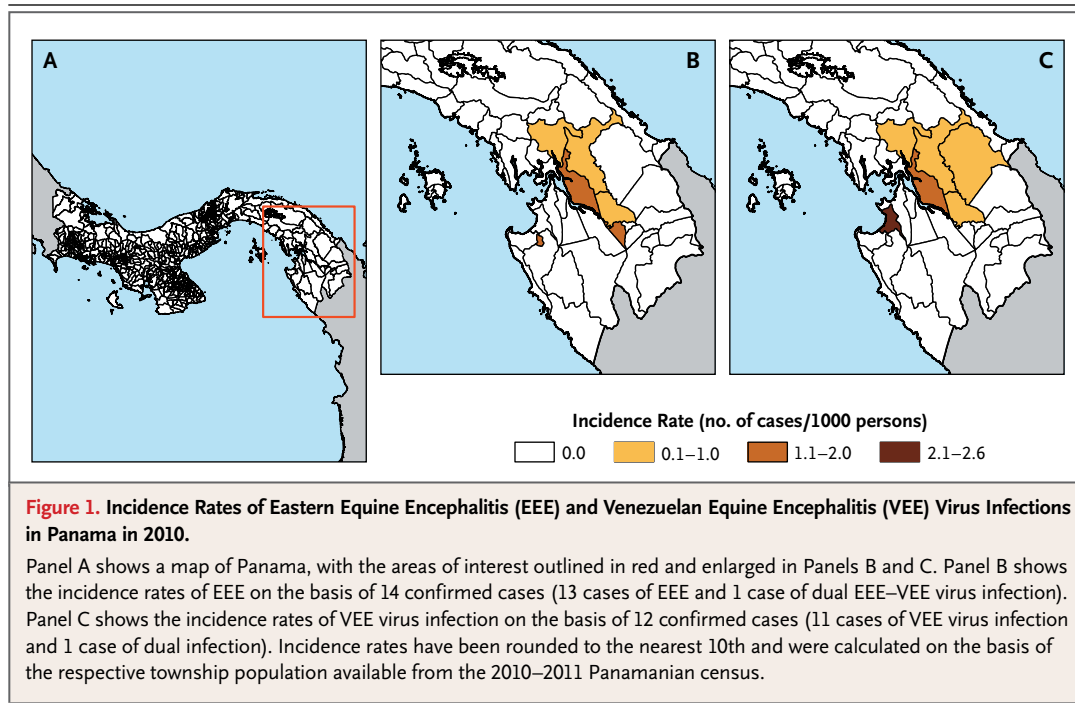 A
B
C
Incidence Rate (no. of cases/1000 persons)
0.0
0.1–1.0
1.1–2.0
2.1–2.6
Figure 1. Incidence Rates of Eastern Equine Encephalitis (EEE) and Venezuelan Equine Encephalitis (VEE) Virus Infections
in Panama in 2010.
Panel A shows a map of Panama, with the areas of interest outlined in red and enlarged in Panels B and C. Panel B shows
the incidence rates of EEE on the basis of 14 confirmed cases (13 cases of EEE and 1 case of dual EEE–VEE virus infection).
Panel C shows the incidence rates of VEE virus infection on the basis of 12 confirmed cases (11 cases of VEE virus infection
and 1 case of dual infection). Incidence rates have been rounded to the nearest 10th and were calculated on the basis of
the respective township population available from the 2010–2011 Panamanian census.